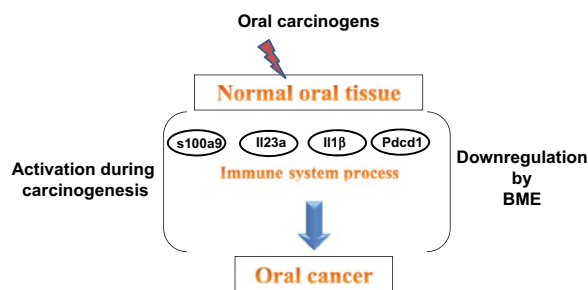 Oral carcinogens
Normal oral tissue
s100a9 Il23a Il1β Pdcd1
Activation during
carcinogenesis
Immune system process
Downregulation
by
BME
Oral cancer